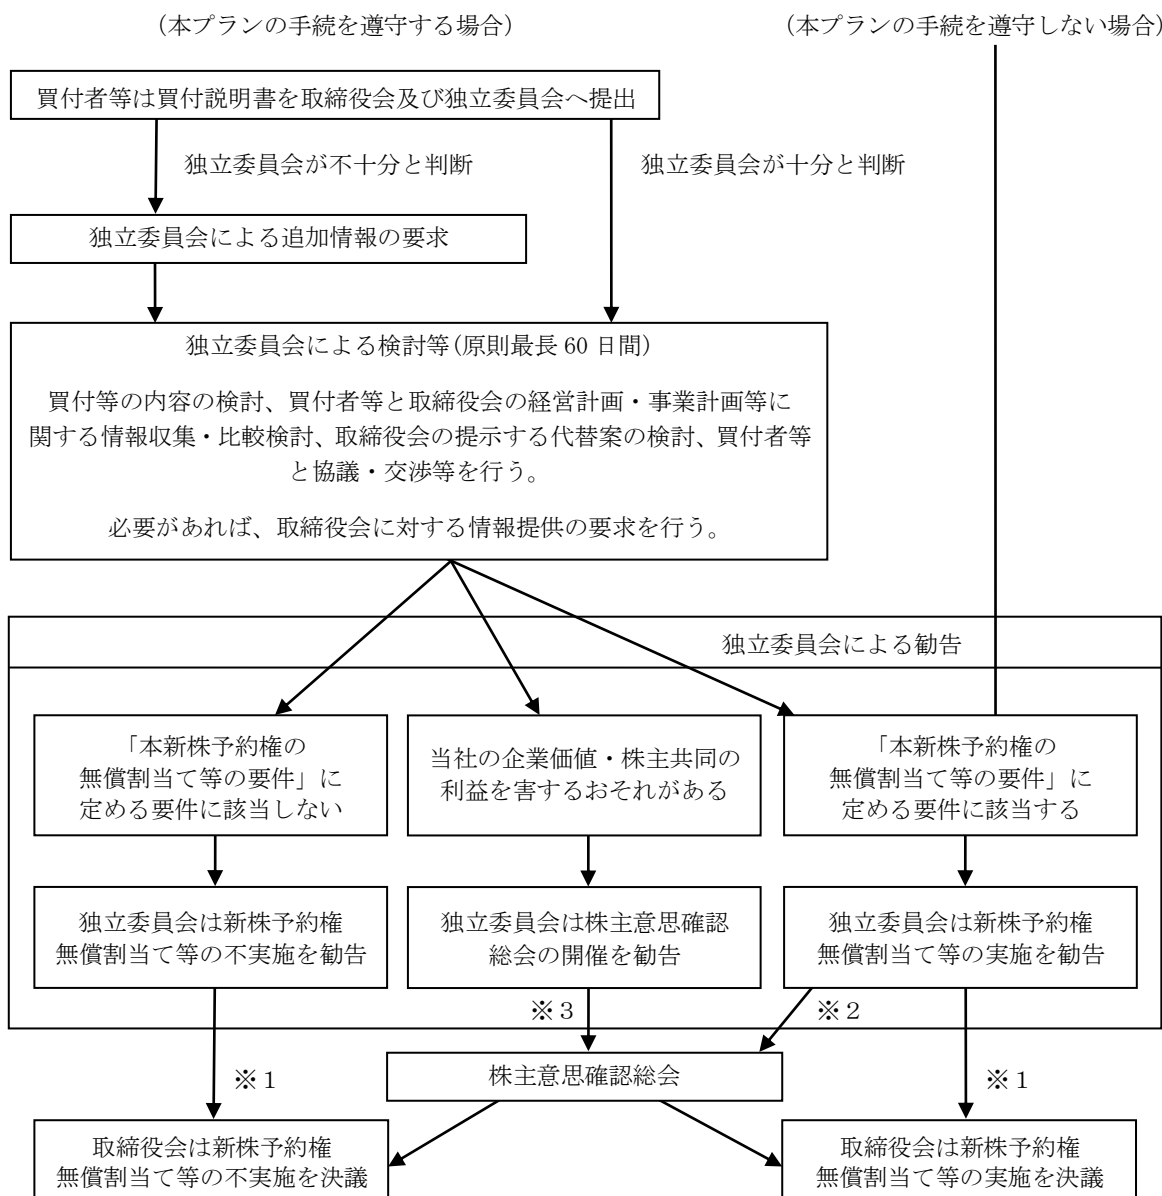 (本プランの手続を遵守する場合)
(本プランの手続を遵守しない場合)
買付者等は買付説明書を取締役会及び独立委員会へ提出
独立委員会が不十分と判断
独立委員会が十分と判断
独立委員会による追加情報の要求
独立委員会による検討等(原則最長 60 日間)
買付等の内容の検討、買付者等と取締役会の経営計画・事業計画等に
関する情報収集・比較検討、取締役会の提示する代替案の検討、買付者等
と協議・交渉等を行う。
必要があれば、取締役会に対する情報提供の要求を行う。
独立委員会による勧告
「本新株予約権の
無償割当て等の要件」に
定める要件に該当しない
当社の企業価値・株主共同の
利益を害するおそれがある
「本新株予約権の
無償割当て等の要件」に
定める要件に該当する
独立委員会は新株予約権
無償割当て等の不実施を勧告
独立委員会は株主意思確認
総会の開催を勧告
独立委員会は新株予約権
無償割当て等の実施を勧告
※3
※2
株主意思確認総会
※1
※1
取締役会は新株予約権
無償割当て等の不実施を決議
取締役会は新株予約権
無償割当て等の実施を決議